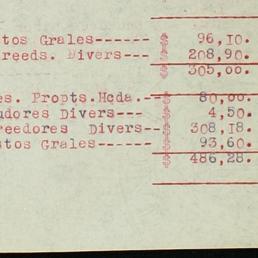 tos Grales------$ 96,10.
reeds. Divers---$ 208,90.
$ 305,00.
es. Propts.Hcda.--$ 80,00.
udores Divers---$ 4,50.
reedores Divers--$ 308,18.
stos Grales------$ 93,60.
$ 486,28.